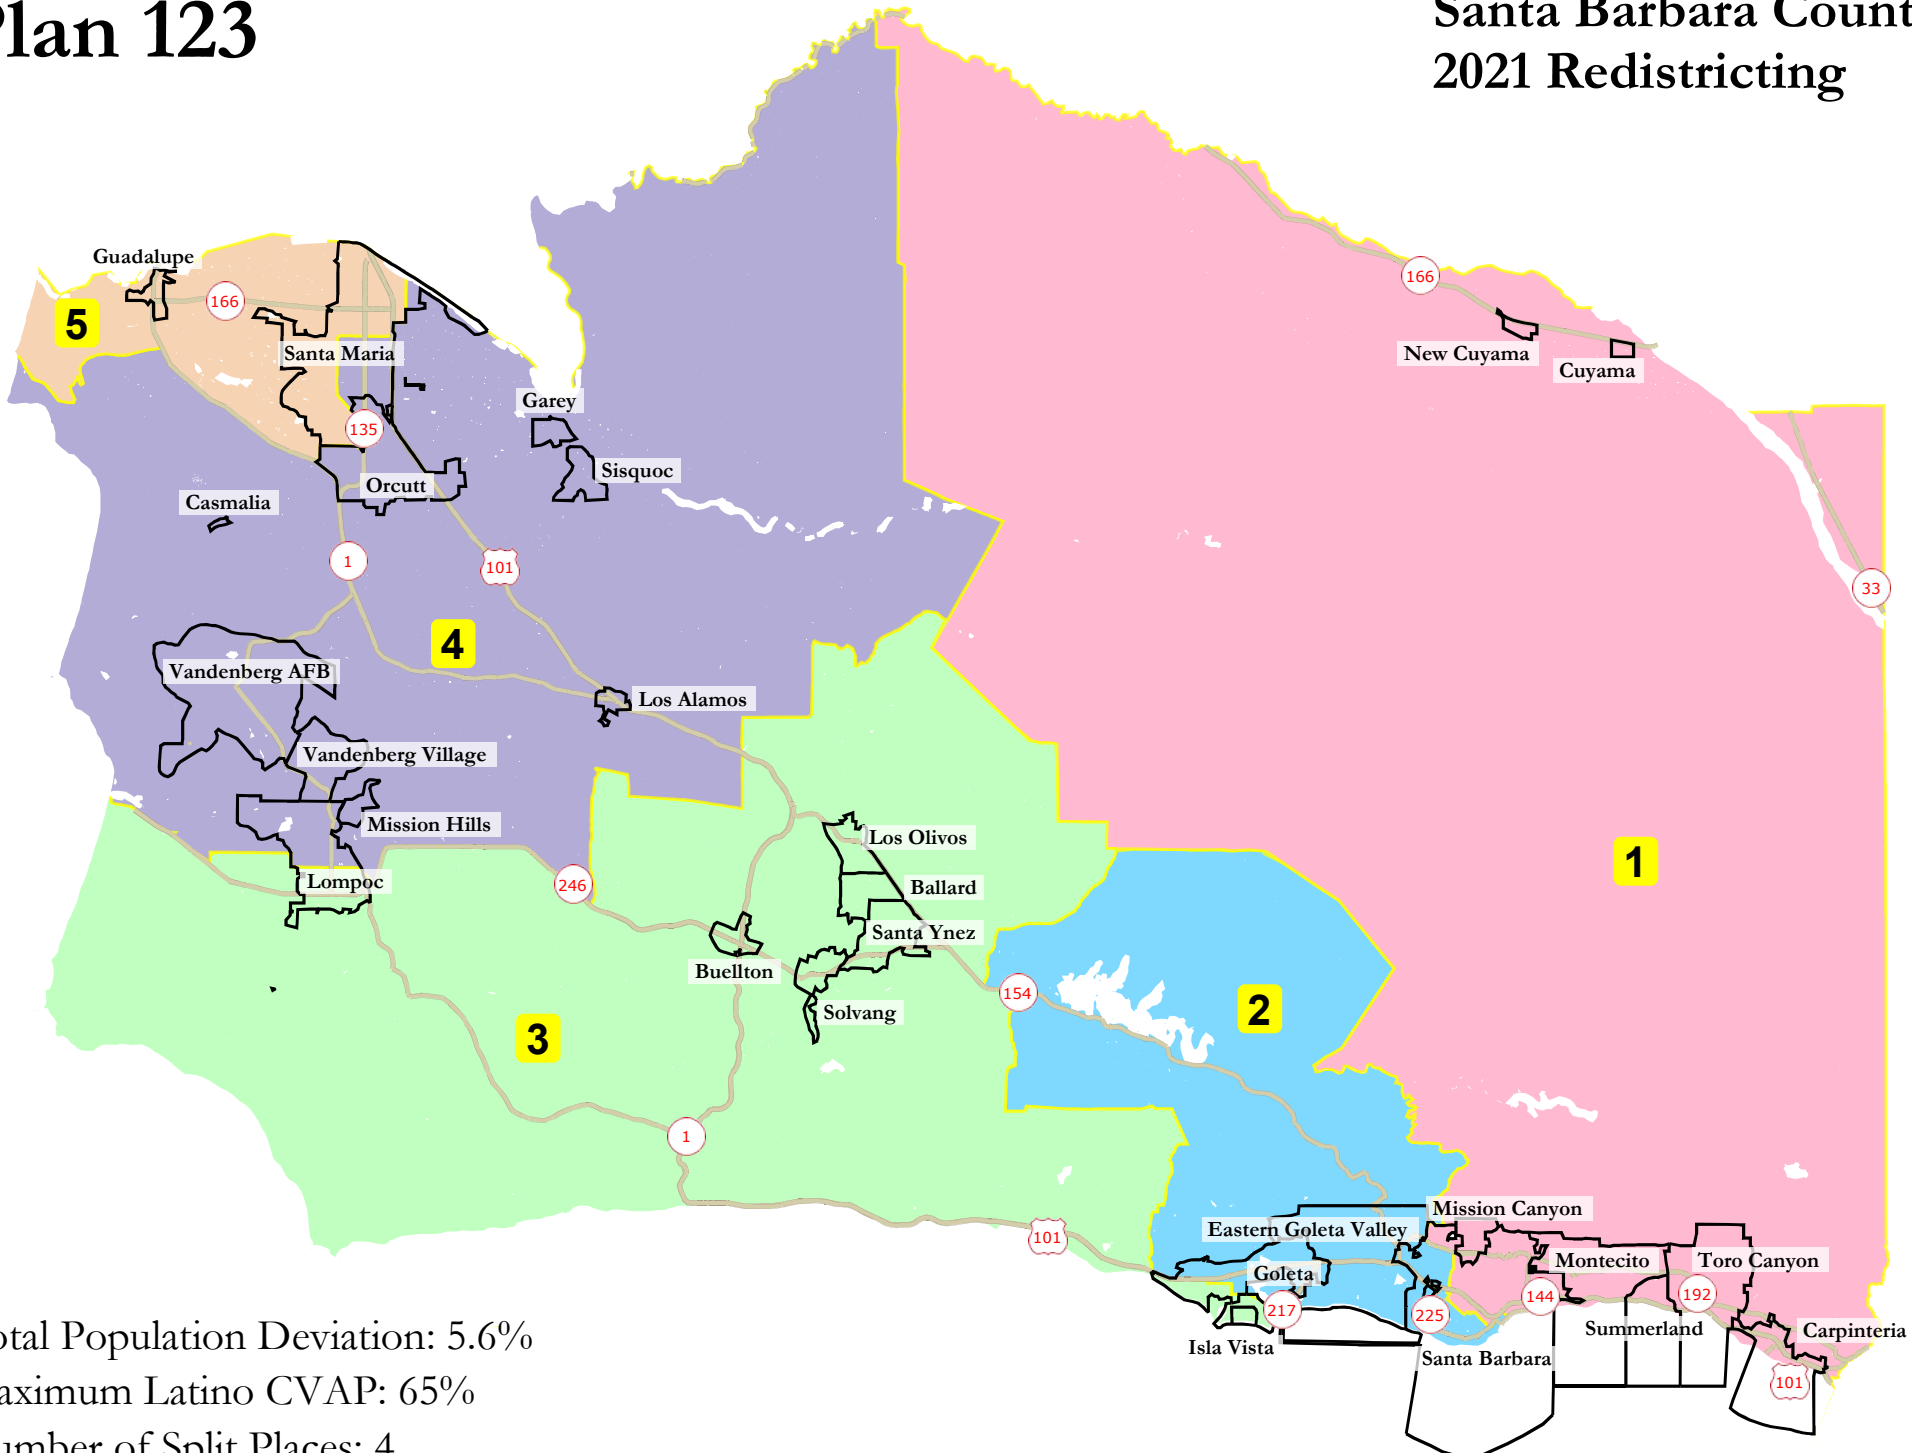 Plan 123
Santa Barbara Count
2021 Redistricting
Guadalupe
166
5
Santa Maria
135
Orcutt
Garey
Sisquoc
Casmalia
1
101
4
Vandenberg AFB
Los Alamos
Vandenberg Village
Mission Hills
Lompoc
246
Los Olivos
Ballard
Santa Ynez
Buellton
Solvang
154
3
2
1
1
101
166
New Cuyama
Cuyama
33
Mission Canyon
Eastern Goleta Valley
Goleta
Montecito
Toro Canyon
217
225
144
192
Isla Vista
Santa Barbara
Summerland
Carpinteria
101
otal Population Deviation: 5.6%
aximum Latino CVAP: 65%
umber of Split Places: 4